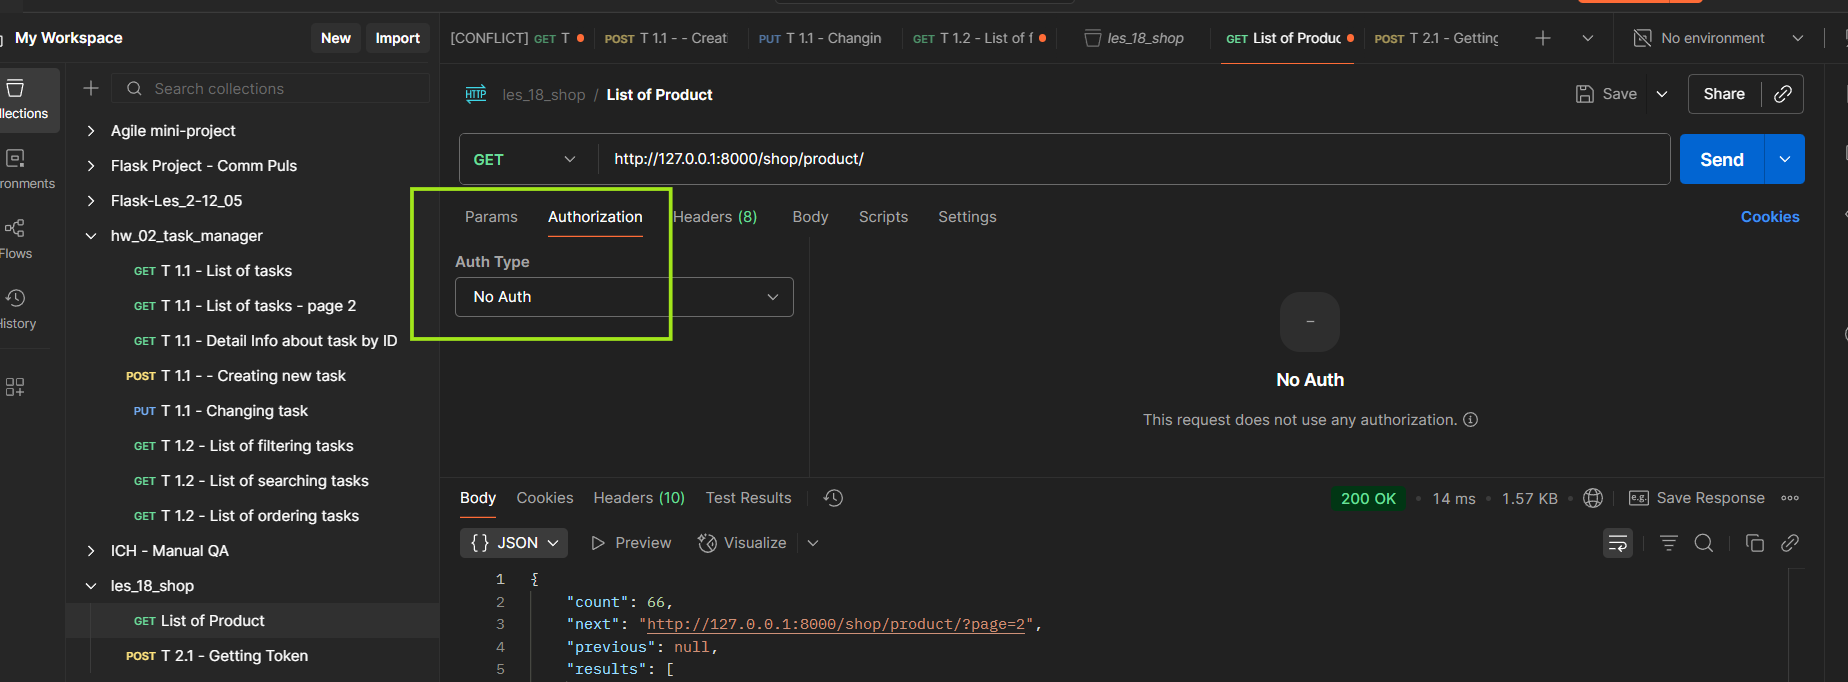 My Workspace
New
Import
[CONFLICT] GET T
POST T 1.1 - - Creat
PUT T 1.1 - Changin
GET T 1.2 - List of f
les_18_shop
GET List of Produc
POST T 2.1 - Getting
No environment
Search collections
les_18_shop / List of Product
Save
Share
GET
http://127.0.0.1:8000/shop/product/
Send
llections
ronments
Flows
History
Agile mini-project
Flask Project - Comm Puls
Flask-Les_2-12_05
hw_02_task_manager
GET T 1.1 - List of tasks
GET T 1.1 - List of tasks - page 2
GET T 1.1 - Detail Info about task by ID
POST T 1.1 - - Creating new task
PUT T 1.1 - Changing task
GET T 1.2 - List of filtering tasks
GET T 1.2 - List of searching tasks
GET T 1.2 - List of ordering tasks
ICH - Manual QA
les_18_shop
GET List of Product
POST T 2.1 - Getting Token
Params
Authorization
Headers (8)
Body
Scripts
Settings
Cookies
Auth Type
No Auth
No Auth
This request does not use any authorization.
Body
Cookies
Headers (10)
Test Results
200 OK
14 ms
1.57 KB
e.g. Save Response
{} JSON
Preview
Visualize
1 {
2 "count": 66,
3 "next": "http://127.0.0.1:8000/shop/product/?page=2",
4 "previous": null,
5 "results": [